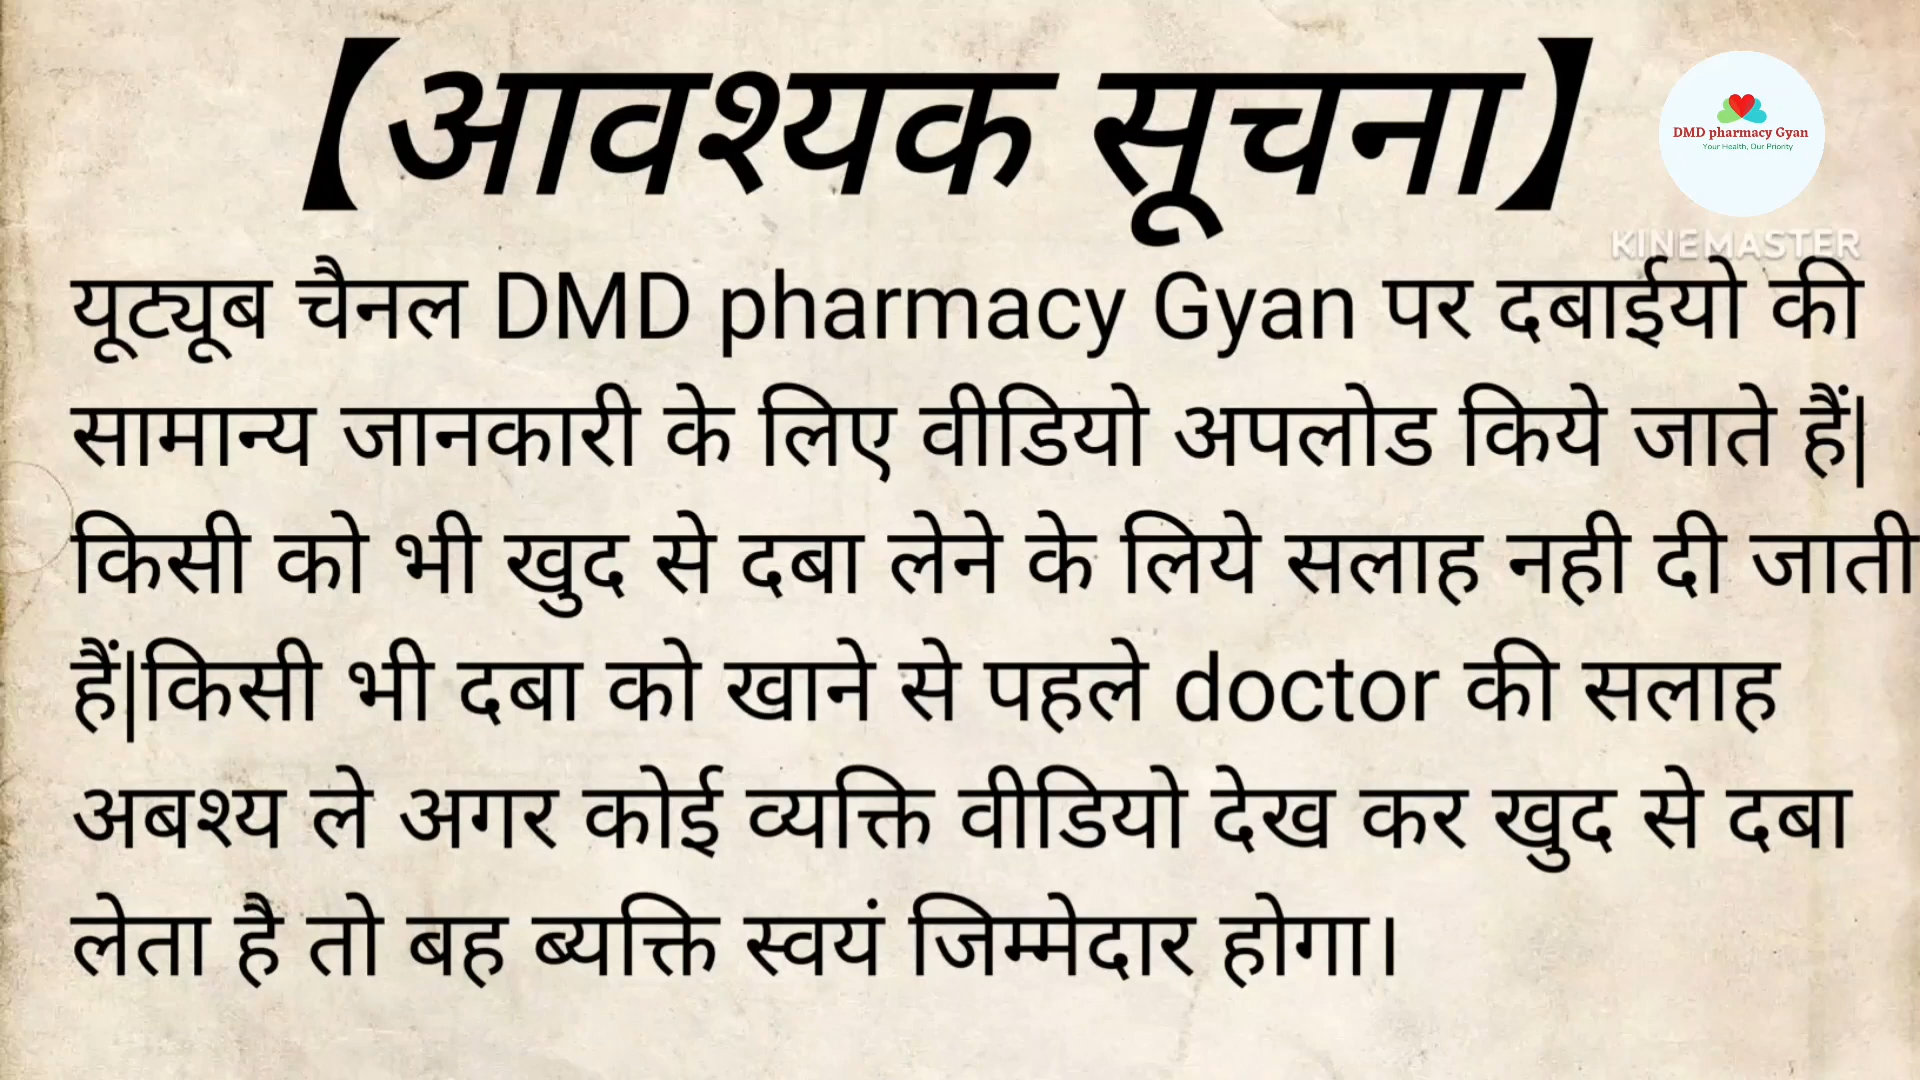 【आवश्यक सूचना】
DMD pharmacy Gyan
Your Health, Our Priority
KINEMASTER
यूट्यूब चैनल DMD pharmacy Gyan पर दबाईयो की
सामान्य जानकारी के लिए वीडियो अपलोड किये जाते हैं|
किसी को भी खुद से दबा लेने के लिये सलाह नही दी जाती
हैं|किसी भी दबा को खाने से पहले doctor की सलाह
अबश्य ले अगर कोई व्यक्ति वीडियो देख कर खुद से दबा
लेता है तो बह ब्यक्ति स्वयं जिम्मेदार होगा।